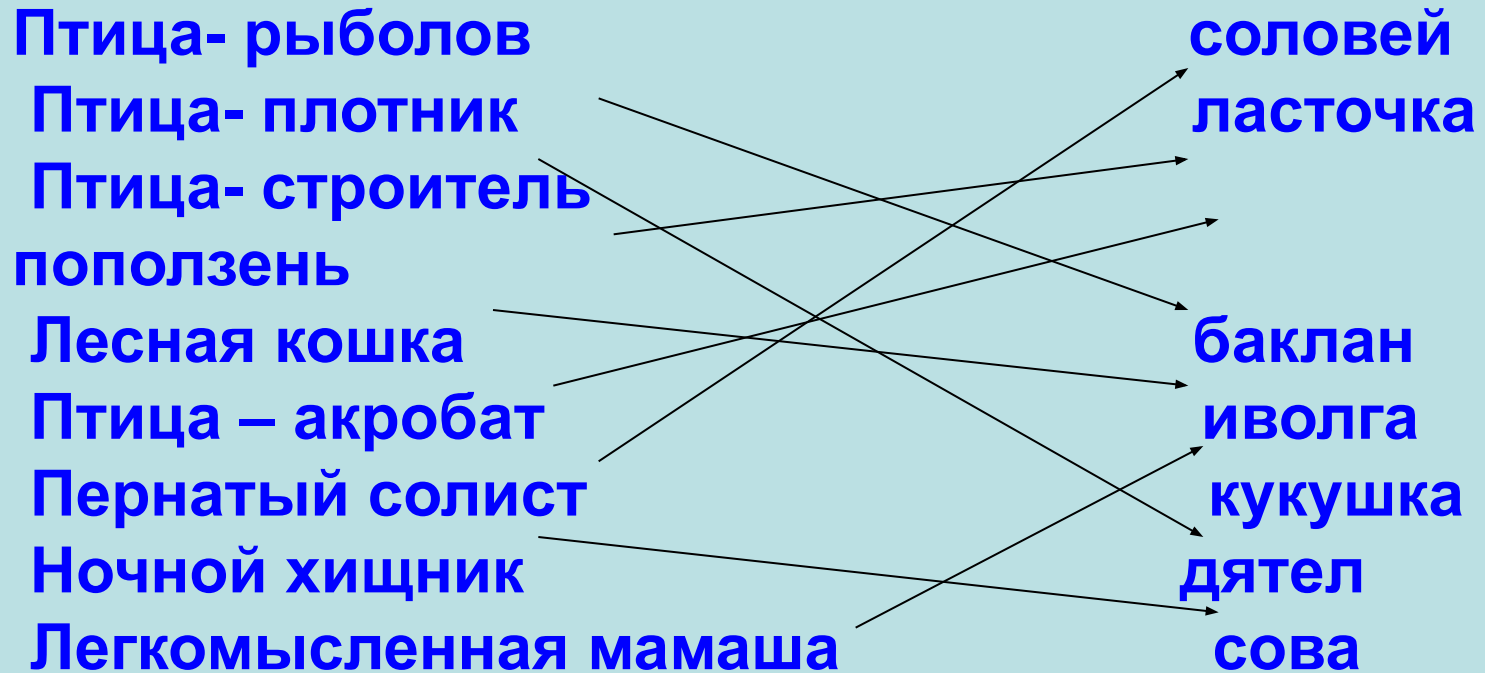 Птица- рыболов соловей
Птица- плотник ласточка
Птица- строитель
поползень
Лесная кошка баклан
Птица – акробат иволга
Пернатый солист кукушка
Ночной хищник дятел
Легкомысленная мамаша сова